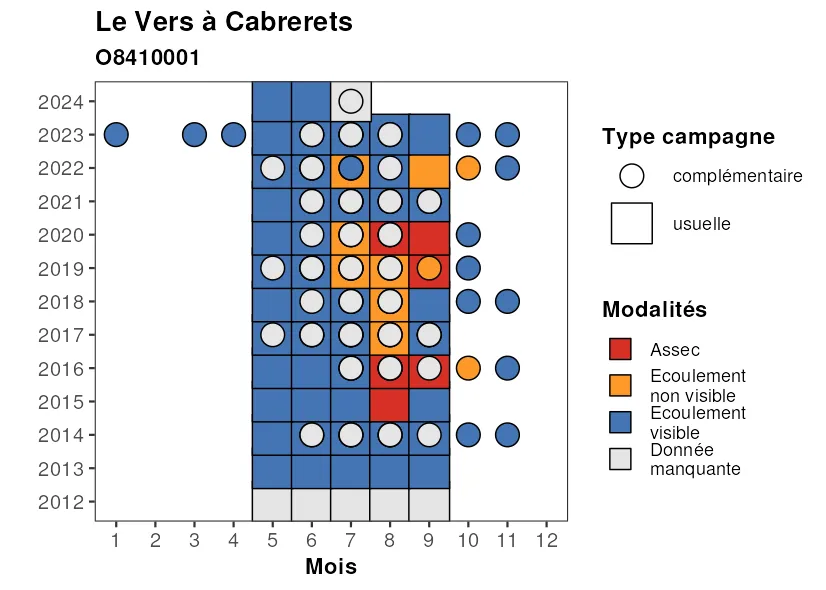 Le Vers à Cabrerets
O8410001
2024
2023
2022
2021
2020
2019
2018
2017
2016
2015
2014
2013
2012
1 2 3 4 5 6 7 8 9 10 11 12
Mois
Type campagne
complémentaire
usuelle
Modalités
Assec
Ecoulement
non visible
Ecoulement
visible
Donnée
manquante